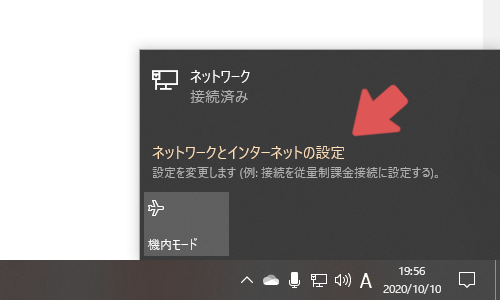 ネットワーク
接続済み
ネットワークとインターネットの設定
設定を変更します (例: 接続を従量制課金接続に設定する)。
機内モード
A
19:56
2020/10/10